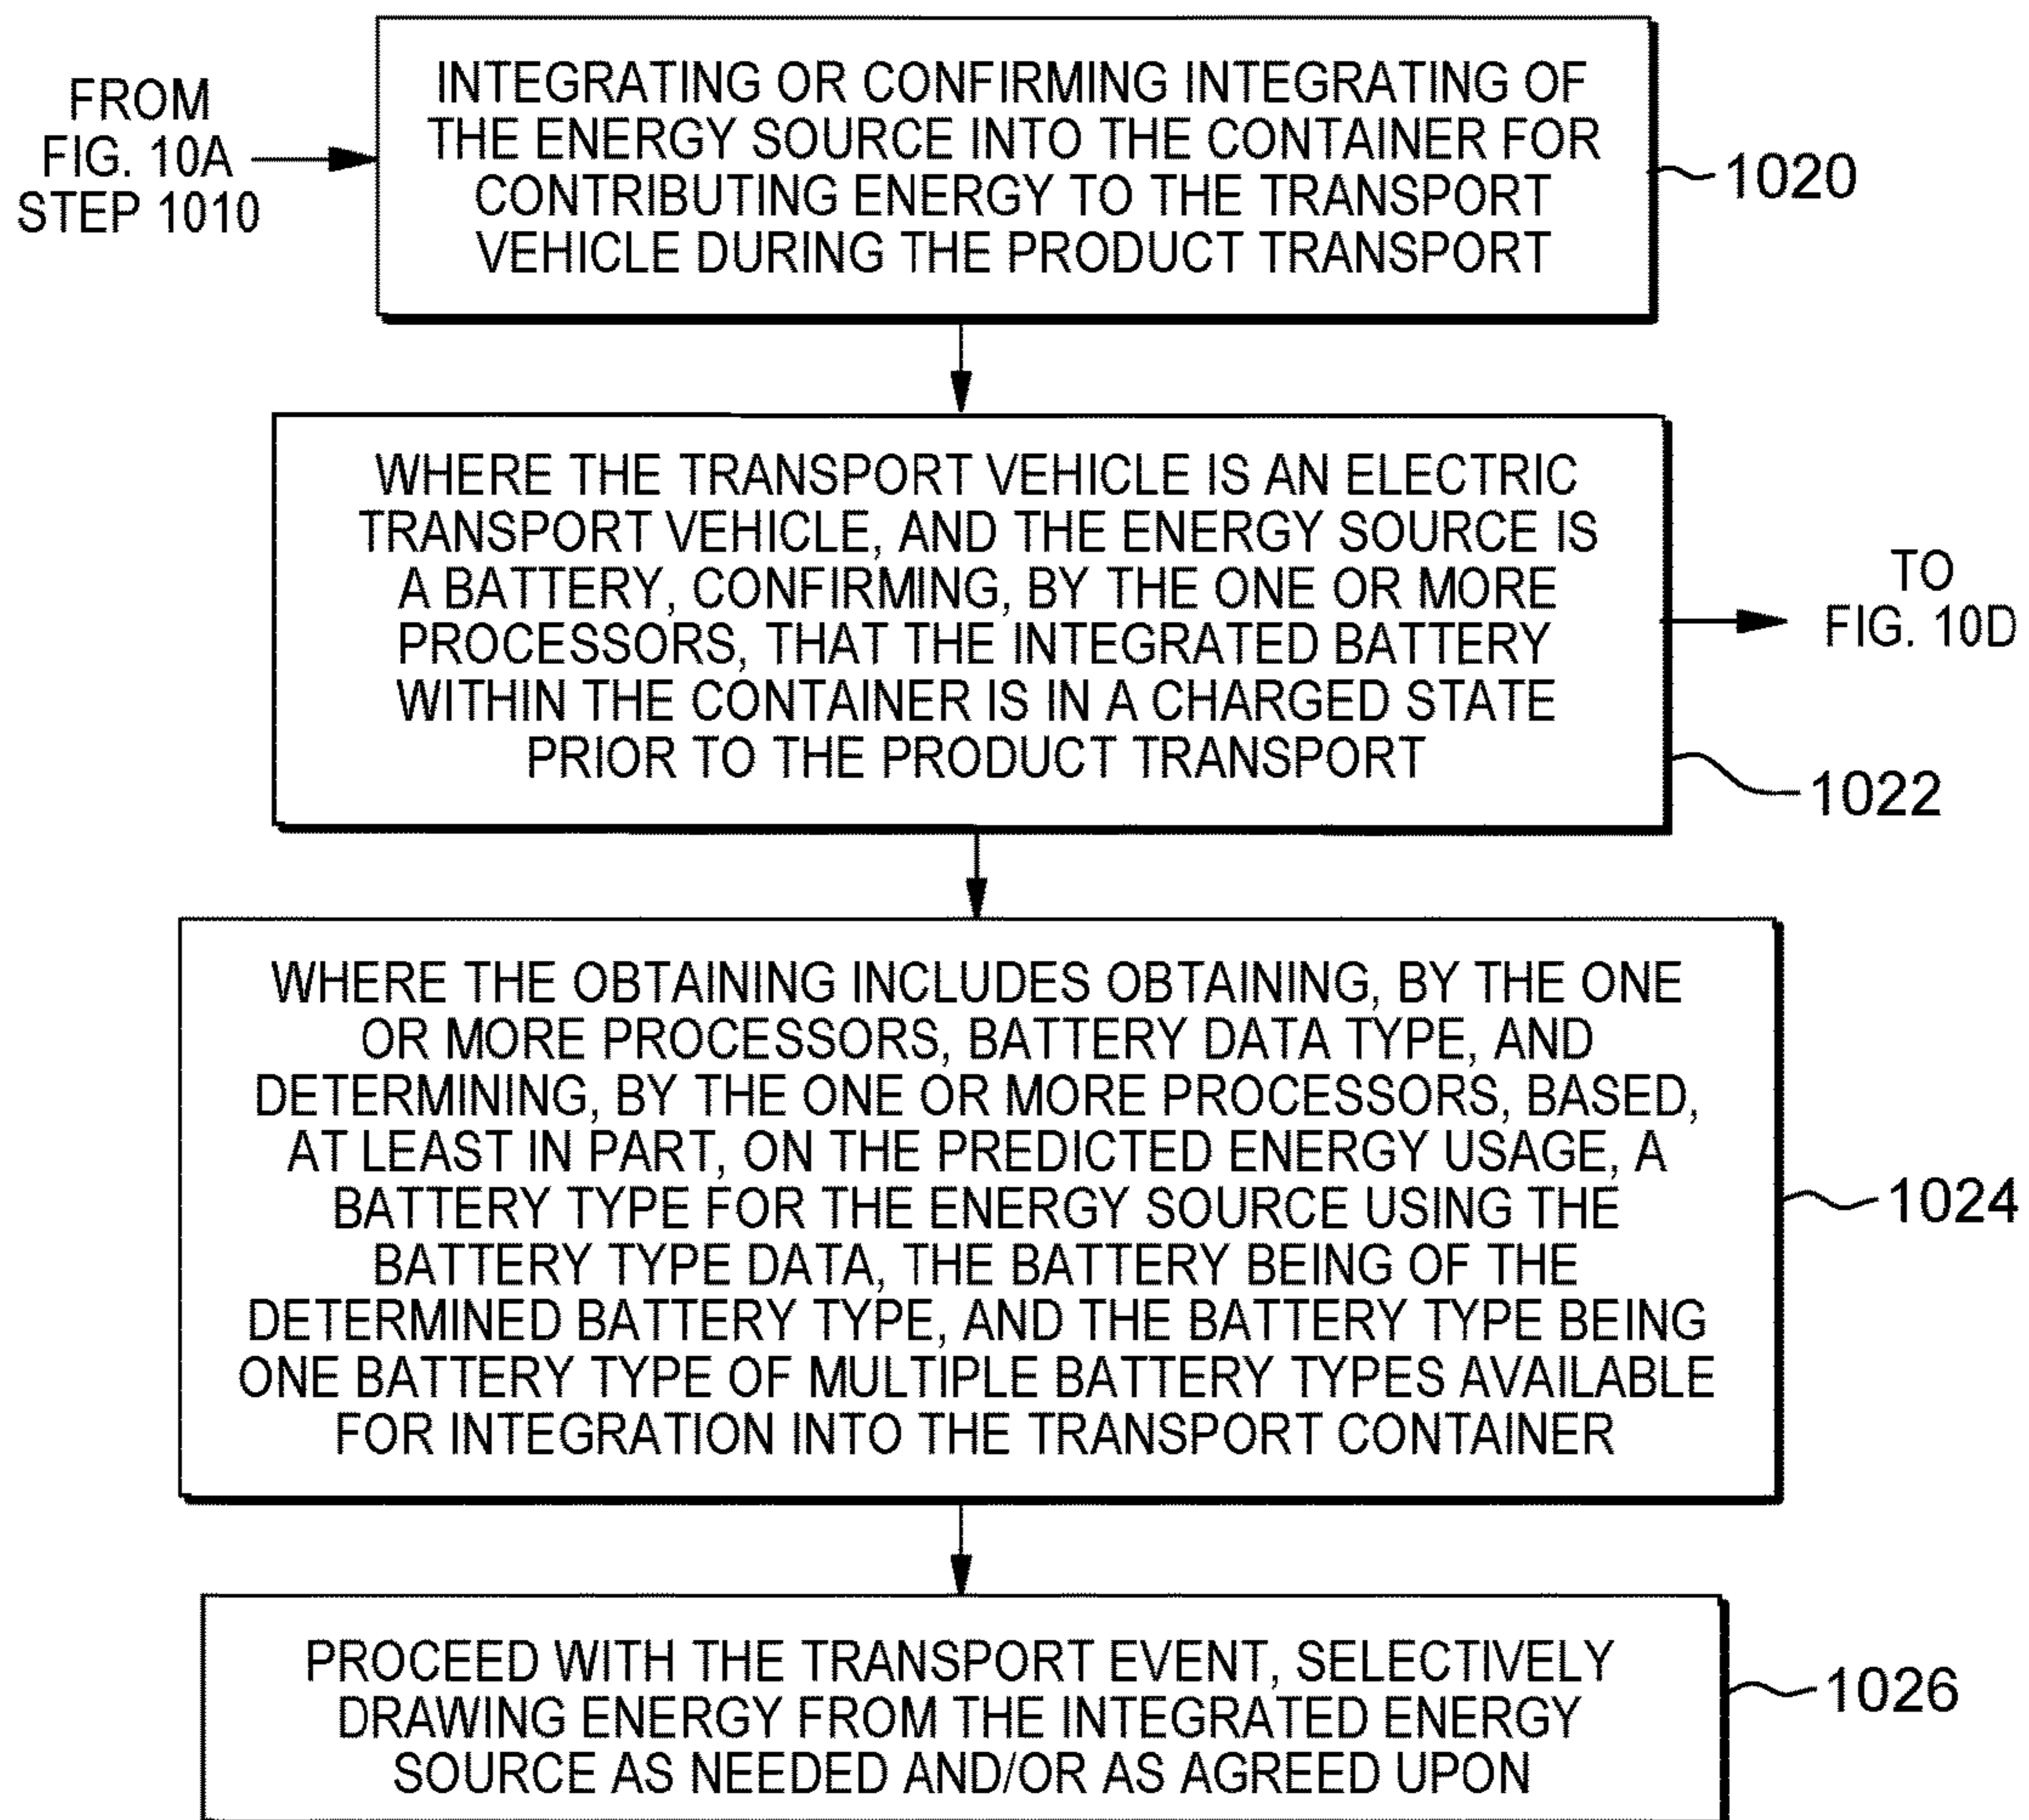 FROM
FIG. 10A
STEP 1010
INTEGRATING OR CONFIRMING INTEGRATING OF
THE ENERGY SOURCE INTO THE CONTAINER FOR
CONTRIBUTING ENERGY TO THE TRANSPORT
VEHICLE DURING THE PRODUCT TRANSPORT
1020
WHERE THE TRANSPORT VEHICLE IS AN ELECTRIC
TRANSPORT VEHICLE, AND THE ENERGY SOURCE IS
A BATTERY, CONFIRMING, BY THE ONE OR MORE
PROCESSORS, THAT THE INTEGRATED BATTERY
WITHIN THE CONTAINER IS IN A CHARGED STATE
PRIOR TO THE PRODUCT TRANSPORT
TO
FIG. 10D
1022
WHERE THE OBTAINING INCLUDES OBTAINING, BY THE ONE
OR MORE PROCESSORS, BATTERY DATA TYPE, AND
DETERMINING, BY THE ONE OR MORE PROCESSORS, BASED,
AT LEAST IN PART, ON THE PREDICTED ENERGY USAGE, A
BATTERY TYPE FOR THE ENERGY SOURCE USING THE
BATTERY TYPE DATA, THE BATTERY BEING OF THE
DETERMINED BATTERY TYPE, AND THE BATTERY TYPE BEING
ONE BATTERY TYPE OF MULTIPLE BATTERY TYPES AVAILABLE
FOR INTEGRATION INTO THE TRANSPORT CONTAINER
1024
PROCEED WITH THE TRANSPORT EVENT, SELECTIVELY
DRAWING ENERGY FROM THE INTEGRATED ENERGY
SOURCE AS NEEDED AND/OR AS AGREED UPON
1026